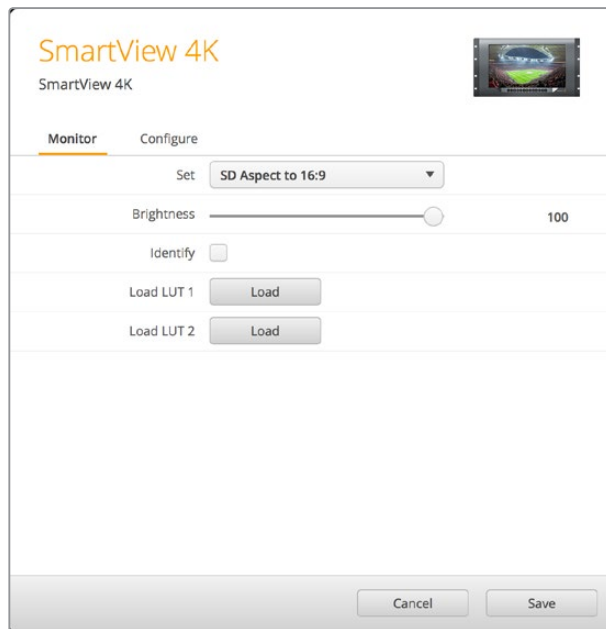 SmartView 4K
SmartView 4K
Monitor Configure
Set SD Aspect to 16:9
Brightness 100
Identify
Load LUT 1 Load
Load LUT 2 Load
Cancel Save